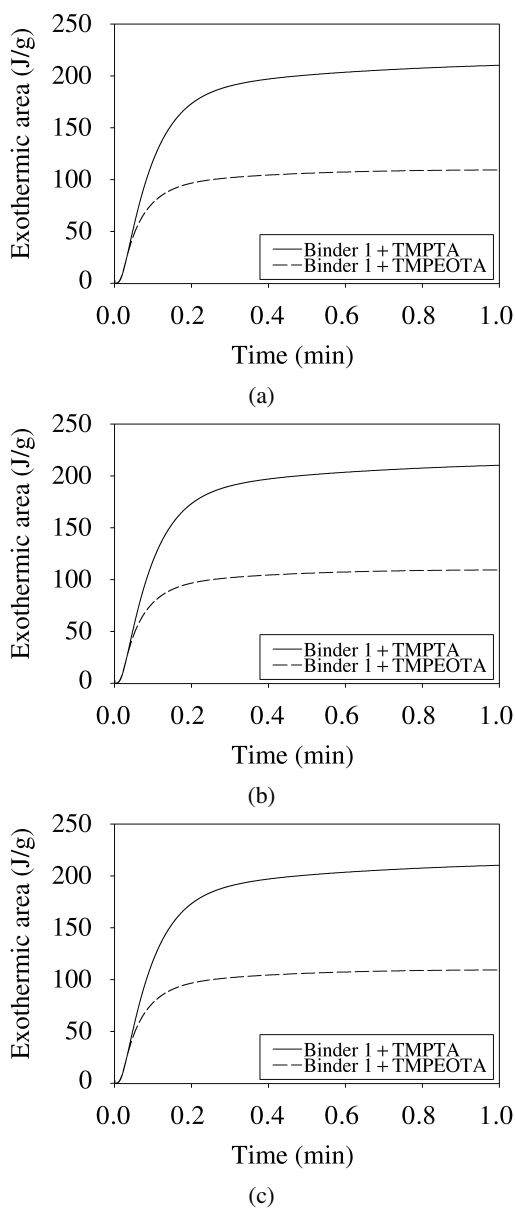 250
200
150
100
50
0
Exothermic area (J/g)
Binder 1 + TMPTA
Binder 1 + TMPEOTA
0.0 0.2 0.4 0.6 0.8 1.0
Time (min)
(a)
250
200
150
100
50
0
Exothermic area (J/g)
Binder 1 + TMPTA
Binder 1 + TMPEOTA
0.0 0.2 0.4 0.6 0.8 1.0
Time (min)
(b)
250
200
150
100
50
0
Exothermic area (J/g)
Binder 1 + TMPTA
Binder 1 + TMPEOTA
0.0 0.2 0.4 0.6 0.8 1.0
Time (min)
(c)